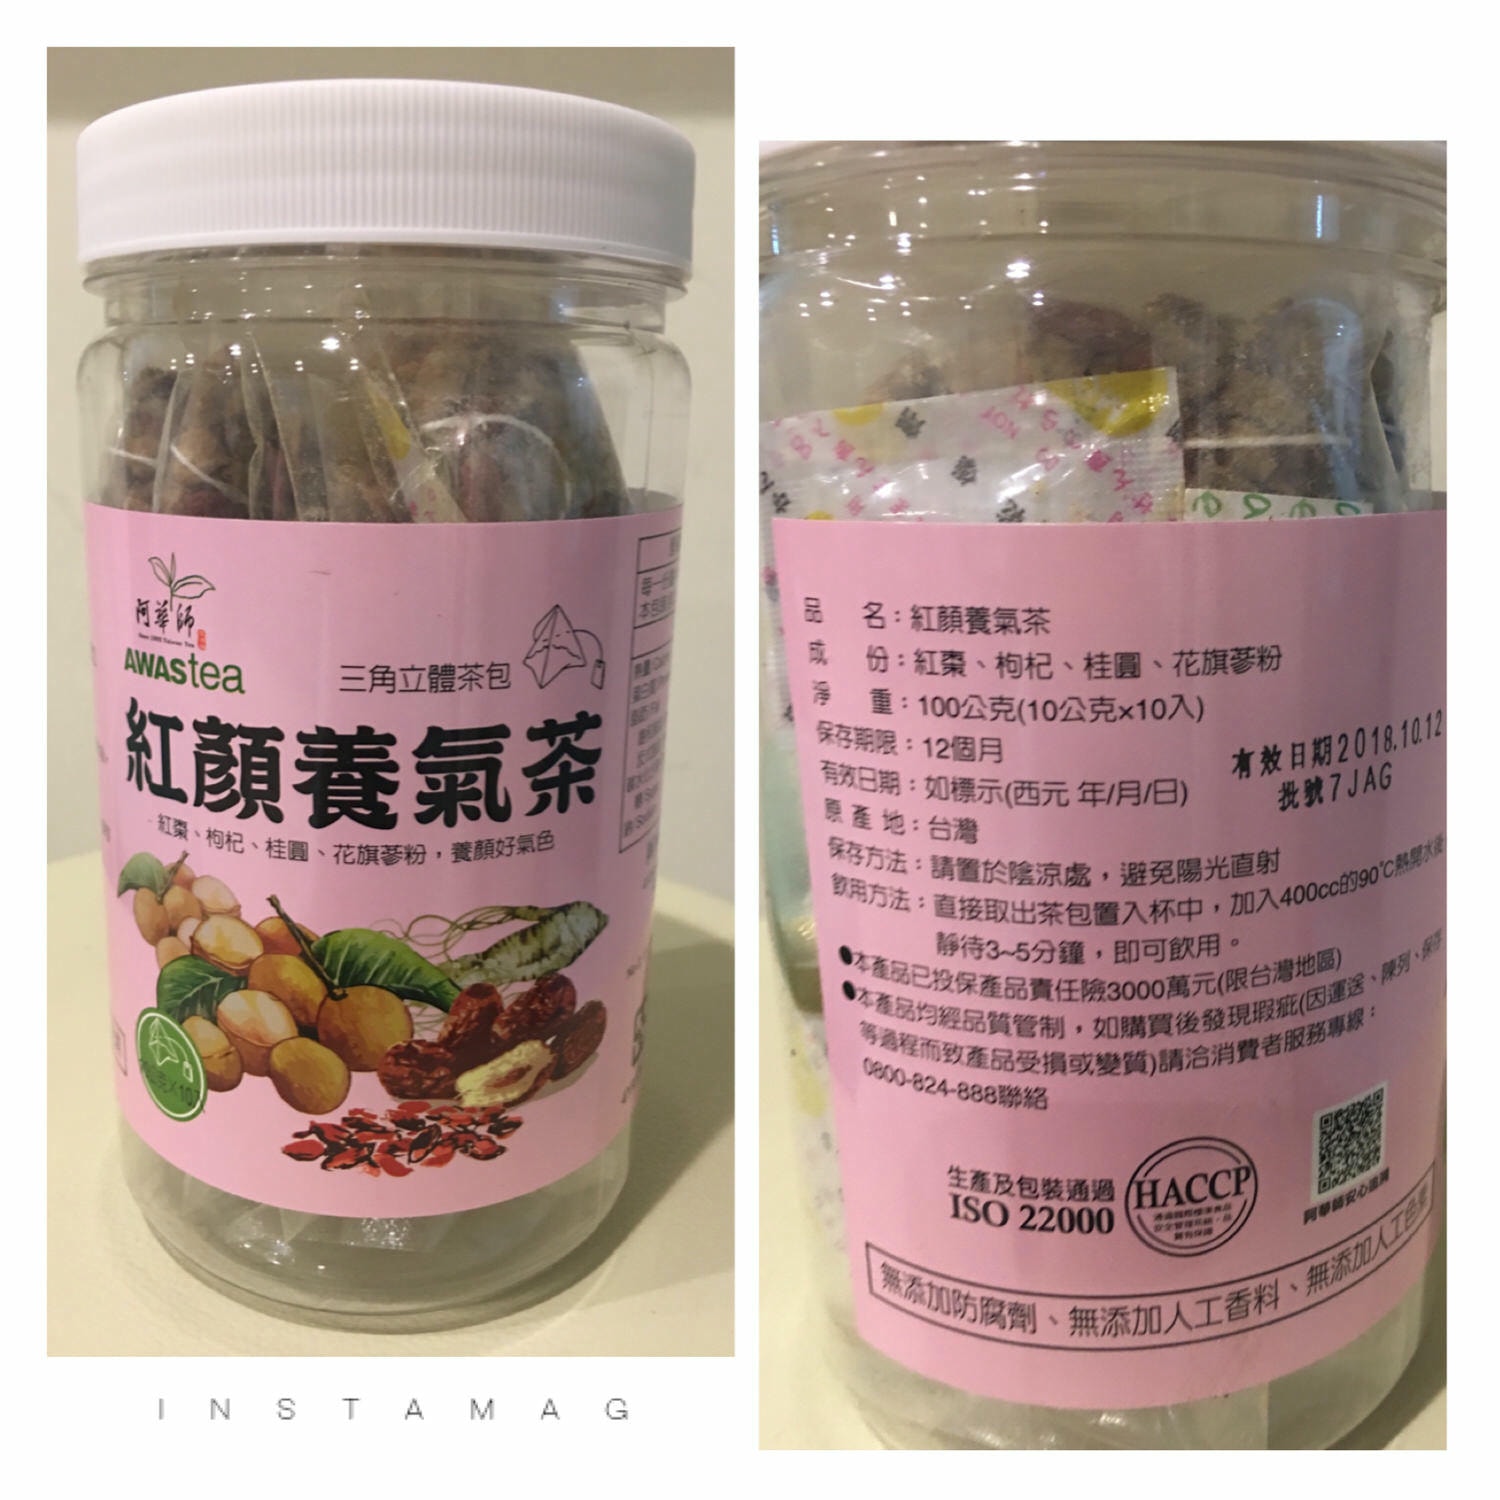 阿華師
Since 1985 Taiwan Tea
AWAStea
三角立體茶包
紅顏養氣茶
紅棗、枸杞、桂圓、花旗蔘粉，養顏好氣色
INSTAMAG
品 名：紅顏養氣茶
成 份：紅棗、枸杞、桂圓、花旗蔘粉
淨 重：100公克(10公克×10入)
保存期限：12個月
有效日期：如標示(西元 年/月/日)
有效日期2018.10.12
批號7JAG
原 產 地：台灣
保存方法：請置於陰涼處，避免陽光直射
飲用方法：直接取出茶包置入杯中，加入400cc的90°C熱開水後
靜待3~5分鐘，即可飲用。
●本產品已投保產品責任險3000萬元(限台灣地區)
●本產品均經品質管制，如購買後發現瑕疵(因運送、陳列、保存
等過程而致產品受損或變質)請洽消費者服務專線：
0800-824-888聯絡
生產及包裝通過
ISO 22000
HACCP
無添加防腐劑、無添加人工香料、無添加人工色素